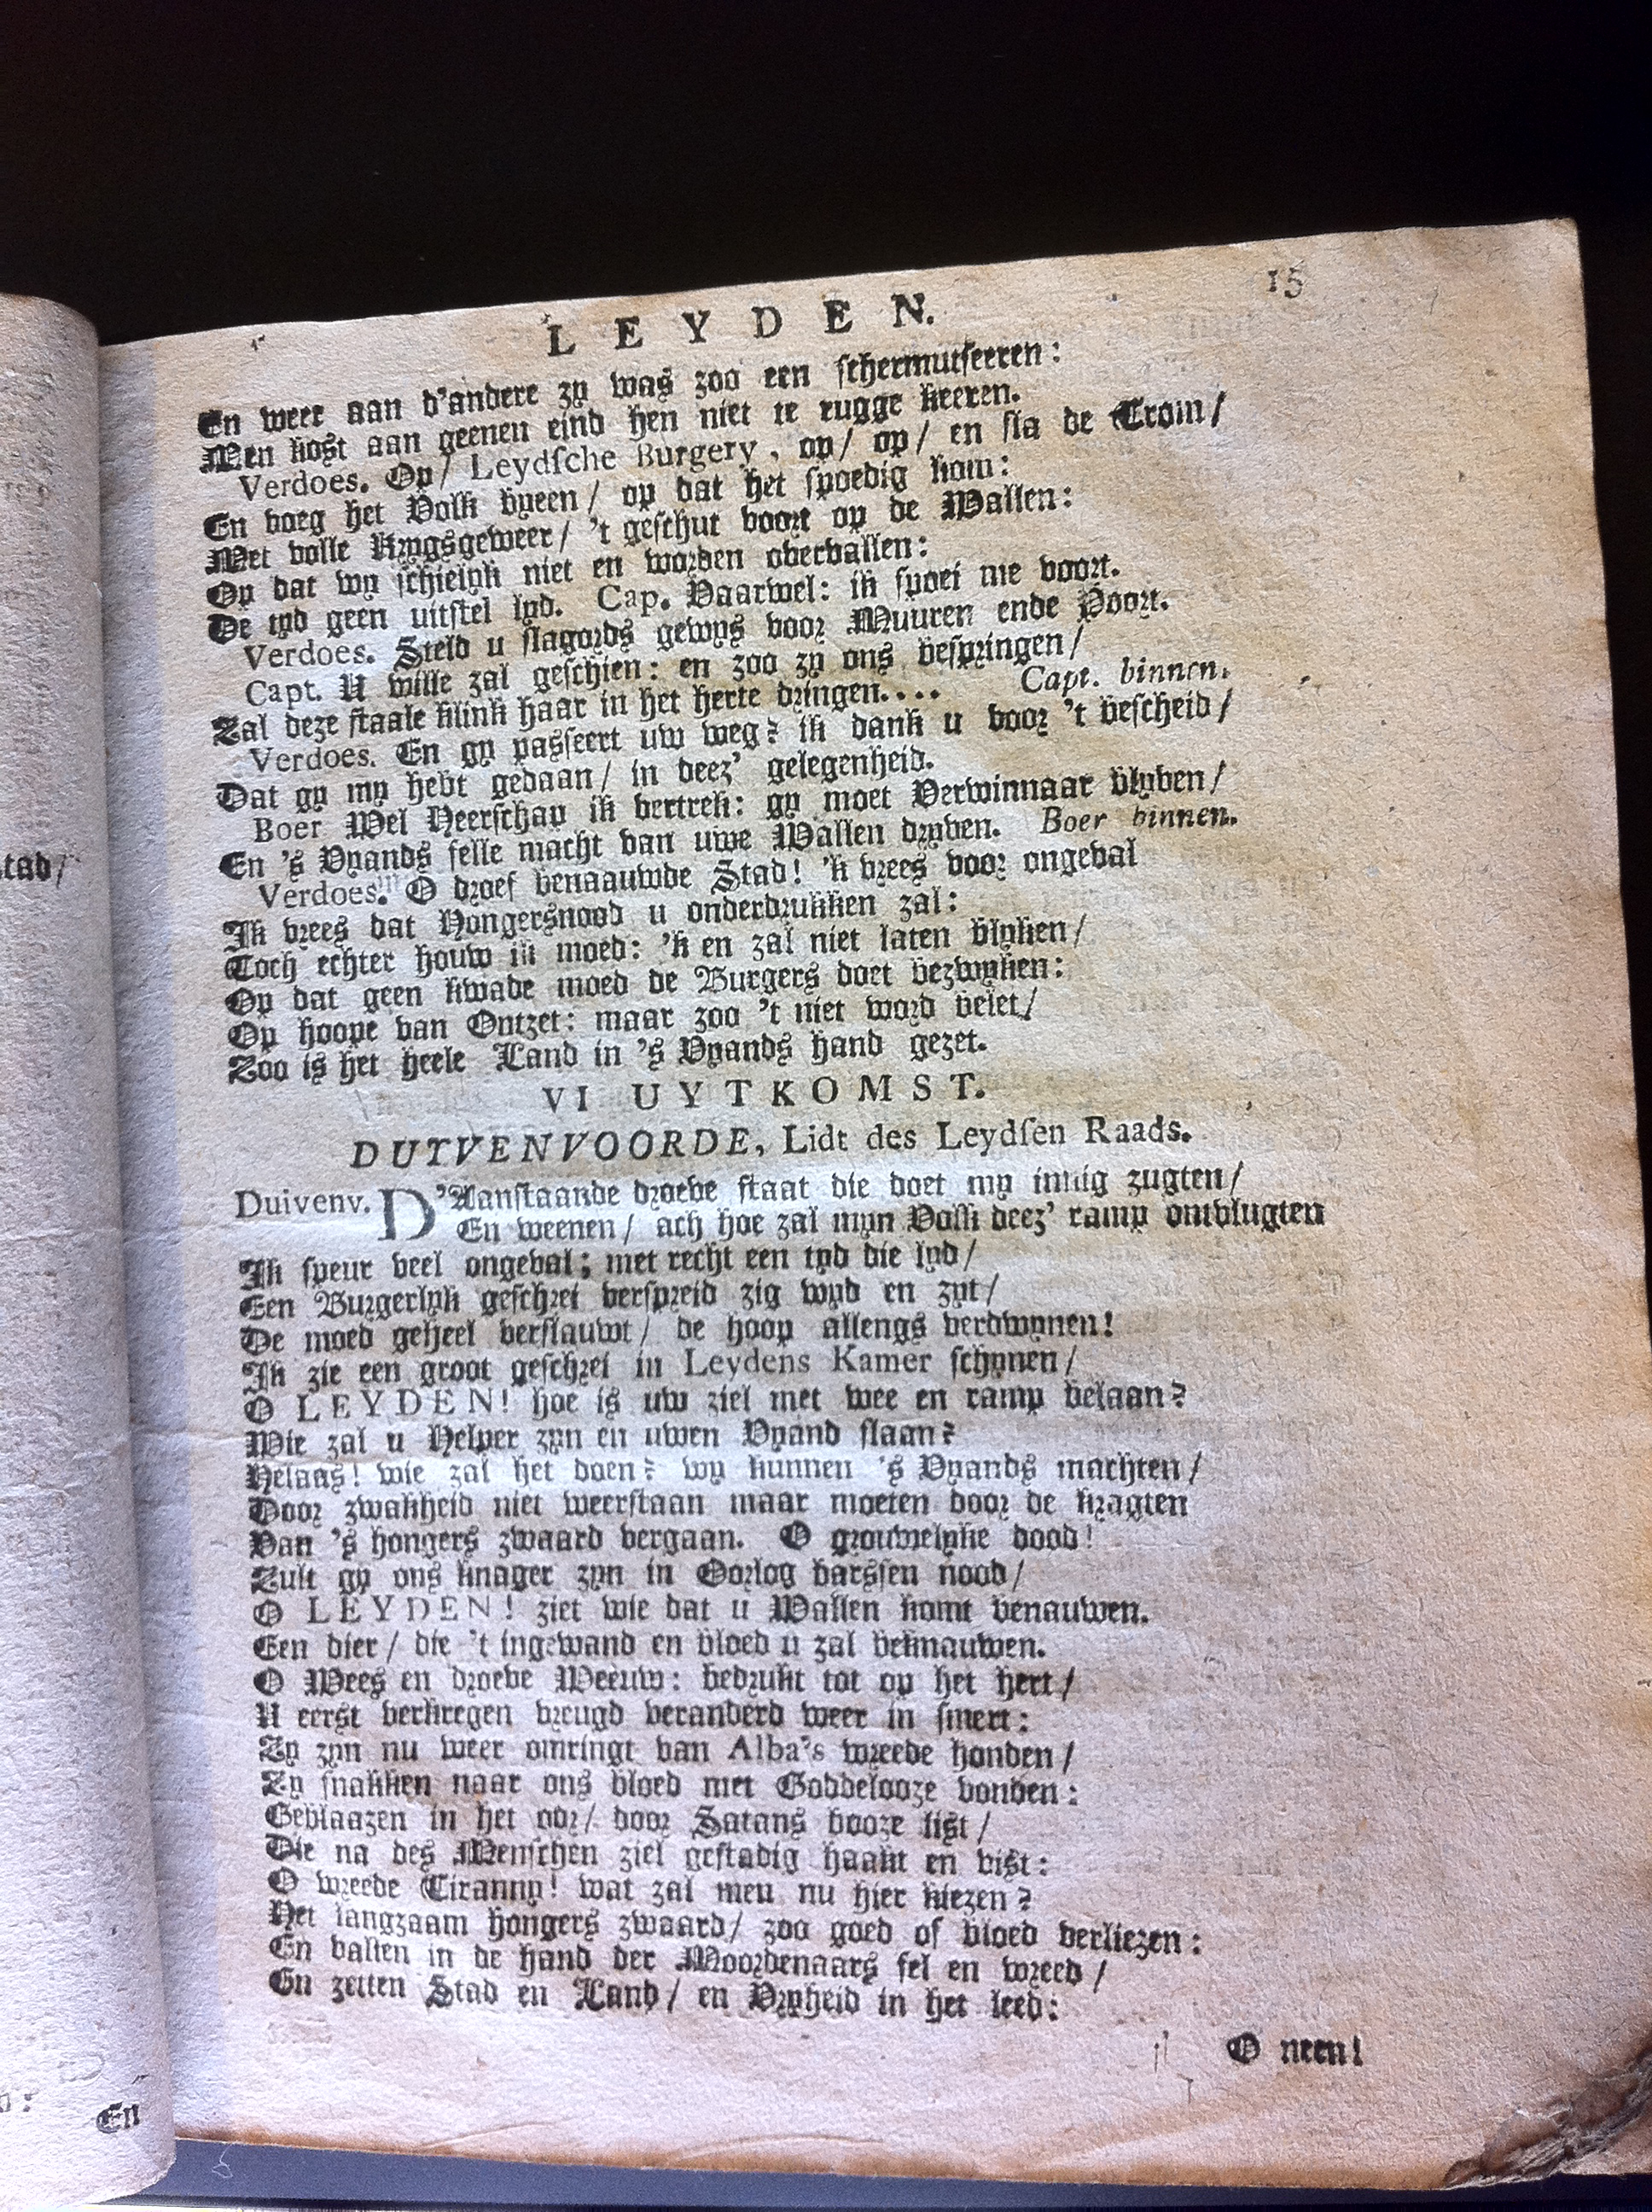 LEYDEN. 15
En weer aan d'andere zy was zoo een schermutseeren:
Men kost aan geenen eind hen niet te rugge keeren.
Verdoes. Op/ Leydsche Burgery, op/ op/ en sla de Trom/
En voeg het Volk byeen/ op dat het spoedig kom:
Met volle Krygsgeweer/ 't geschut voort op de Wallen:
Op dat wy schielyk niet en worden overvallen:
De tyd geen uitstel lyd. Cap. Vaarwel: ik spoei me voort.
Verdoes. Steld u slagords gewys voor Muuren ende Poort.
Capt. U wille zal geschien: en zoo zy ons bespringen/
Zal deze staale klink haar in het herte dringen.... Capt. binnen.
Verdoes. En gy passeert uw weg? ik dank u voor 't bescheid/
Dat gy my hebt gedaan/ in deez' gelegenheid.
Boer Wel Heerschap ik vertrek: gy moet Verwinnaar blyven/
En 's Vyands felle macht van uwe Wallen dryven. Boer binnen.
Verdoes. O droef benaauwde Stad! 'k vrees voor ongeval
Ik vrees dat Hongersnood u onderdrukken zal:
Toch echter houw ik moed: 'k en zal niet laten blyken/
Op dat geen kwade moed de Burgers doet bezwyken:
Op hoope van Ontzet: maar zoo 't niet word belet/
Zoo is het heele Land in 's Vyands hand gezet.
VI UYTKOMST.
DUYVENVOORDE, Lidt des Leydsen Raads.
Duivenv. D'Aanstaande droeve staat die doet my innig zugten/
En weenen/ ach hoe zal myn Volk deez' ramp ontvlugten
Ik speur veel ongeval; met recht een tyd die lyd/
Een Burgerlyk geschrei verspreid zig wyd en zyt/
De moed geheel verflauwt/ de hoop allengs verdwynen!
Ik zie een groot geschrei in Leydens Kamer schynen/
O LEYDEN! hoe is uw ziel met wee en ramp belaan?
Wie zal u Helper zyn en uwen Vyand slaan?
Helaas! wie zal het doen? wy kunnen 's Vyands machten/
Door zwakheid niet weerstaan maar moeten door de kragten
Van 's hongers zwaard vergaan. O grouwelyke dood!
Zult gy ons knager zyn in Oorlog barssen nood/
O LEYDEN! ziet wie dat u Wallen komt benauwen.
Een dier/ die 't ingewand en bloed u zal beknauwen.
O Wees en droeve Weeuw: bedrukt tot op het hert/
U eerst verkregen vreugd veranderd weer in smert:
Zy zyn nu weer omringt van Alba's wreede honden/
Zy snakken naar ons bloed met Goddelooze vonden:
Geblaazen in het oor/ door Satans booze list/
Die na des Menschen ziel gestadig haakt en vist:
O wreede Tiranny! wat zal men nu hier kiezen?
Het langzaam hongers zwaard/ zoo goed of bloed verliezen:
En vallen in de hand der Moordenaars fel en wreed/
En zetten Stad en Land/ en Vryheid in het leed:
O neen!
tad/
En